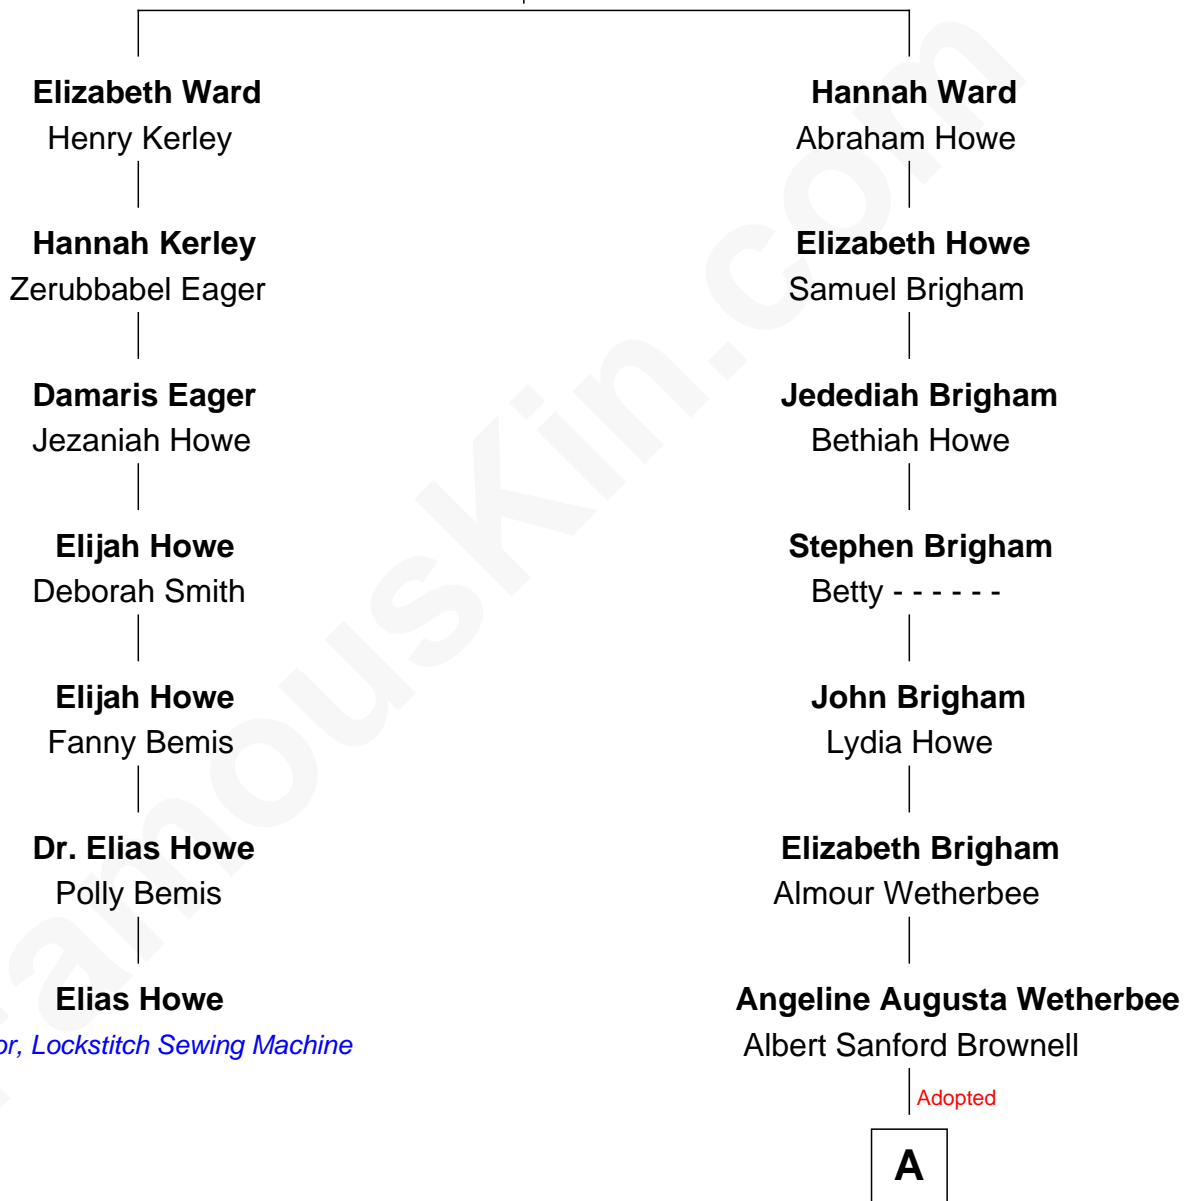 Elizabeth Ward
Henry Kerley
Hannah Kerley
Zerubbabel Eager
Damaris Eager
Jezaniah Howe
Elijah Howe
Deborah Smith
Elijah Howe
Fanny Bemis
Dr. Elias Howe
Polly Bemis
Elias Howe
or, Lockstitch Sewing Machine
Hannah Ward
Abraham Howe
Elizabeth Howe
Samuel Brigham
Jedediah Brigham
Bethiah Howe
Stephen Brigham
Betty - - - - - -
John Brigham
Lydia Howe
Elizabeth Brigham
Almour Wetherbee
Angeline Augusta Wetherbee
Albert Sanford Brownell
Adopted
A
FamousKin.com